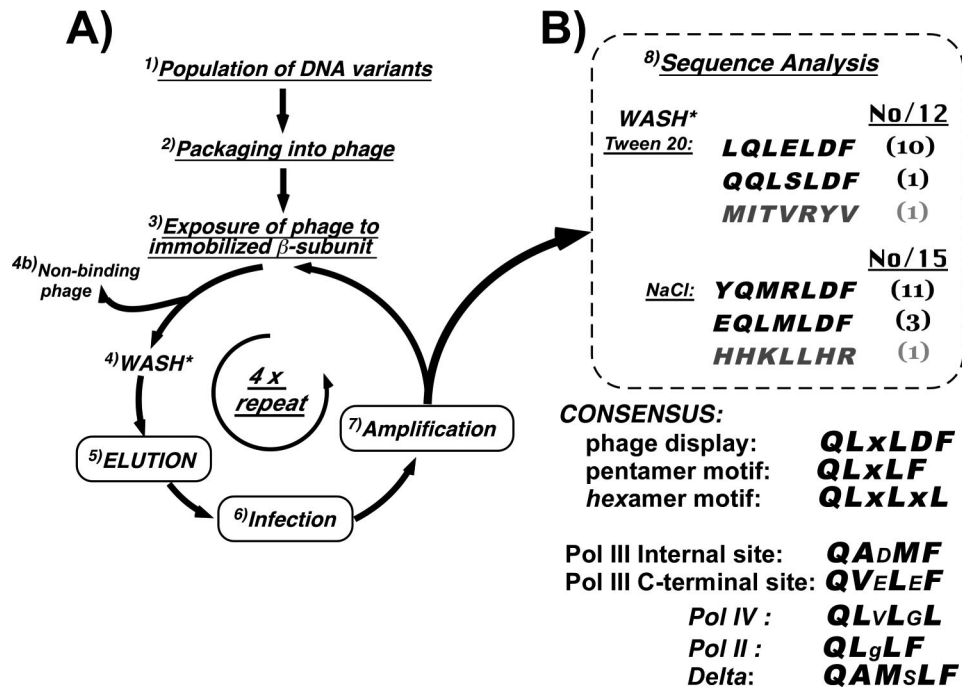 A)
1)Population of DNA variants
2)Packaging into phage
3)Exposure of phage to
immobilized β-subunit
4b)Non-binding
phage
4)WASH*
4 x
repeat
5)ELUTION
6)Infection
7)Amplification
B)
8)Sequence Analysis
WASH* No/12
Tween 20: LQLELDF (10)
QQLSLDF (1)
MITVRYV (1)
No/15
NaCl: YQMRLDF (11)
EQLMLDF (3)
HHKLLHR (1)
CONSENSUS:
phage display: QLxLDF
pentamer motif: QLxLF
hexamer motif: QLxLxL
Pol III Internal site: QADMF
Pol III C-terminal site: QVELEF
Pol IV : QLVLGL
Pol II : QLgLF
Delta: QAMSLF